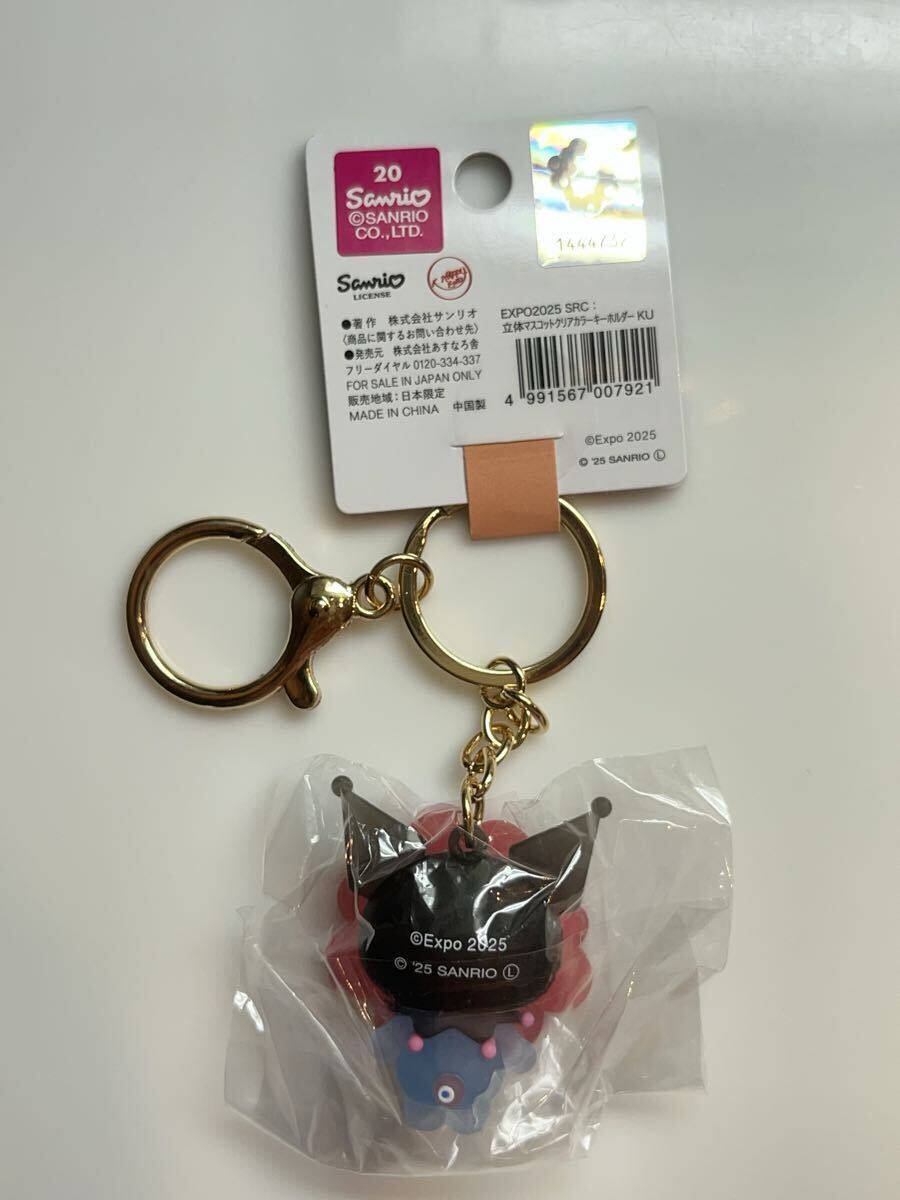 20
Sanrio
©SANRIO
CO.,LTD.
Sanrio
LICENSE
●著作 株式会社サンリオ
(商品に関するお問い合わせ先)
●発売元 株式会社あすなろ舎
フリーダイヤル 0120-334-337
FOR SALE IN JAPAN ONLY
販売地域：日本限定
MADE IN CHINA 中国製
EXPO2025 SRC：
立体マスコットクリアカラーキーホルダー KU
4 991567 007921
©Expo 2025
© '25 SANRIO Ⓛ
©Expo 2025
© '25 SANRIO Ⓛ